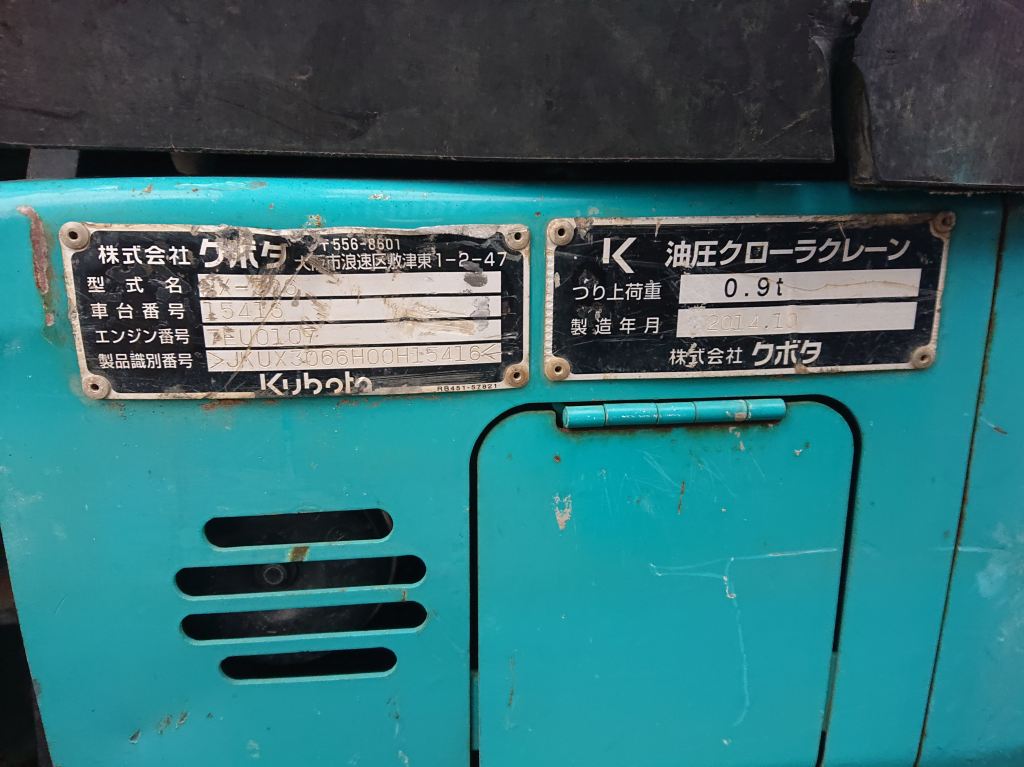 株式会社 クボタ 〒556-8601
大阪市浪速区敷津東1-2-47
型式名
車台番号 15416
エンジン番号
製品識別番号 >JKUX3066H00H15416<
Kubota
RB451-57821
K 油圧クローラクレーン
つり上荷重 0.9t
製造年月 2014.10
株式会社 クボタ